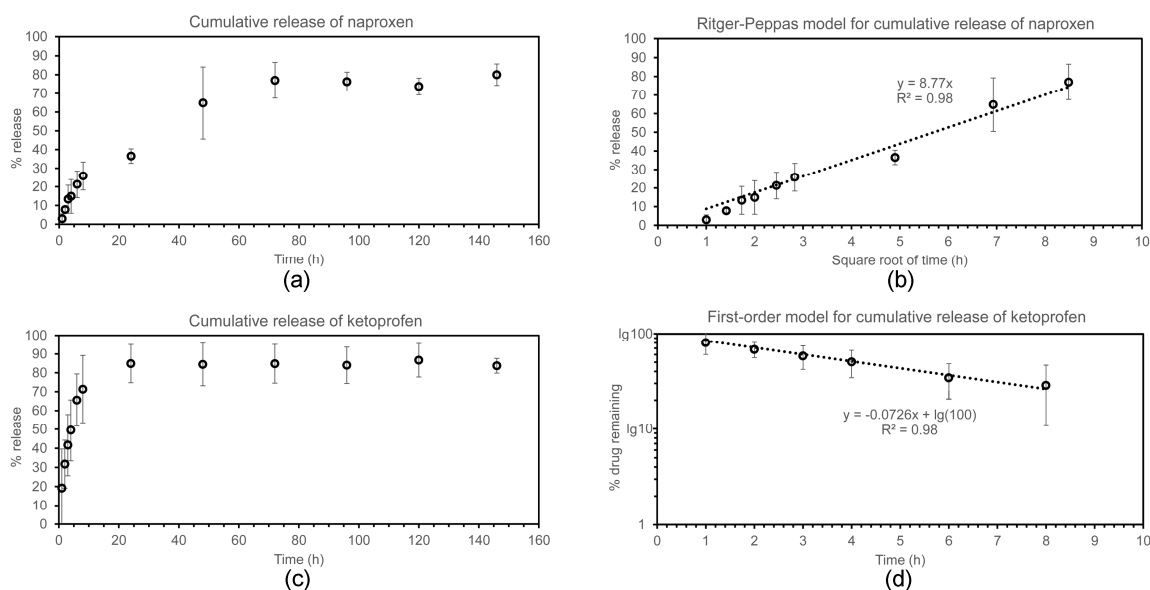 Cumulative release of naproxen
100
90
80
70
60
50
40
30
20
10
0
% release
0 20 40 60 80 100 120 140 160
Time (h)
(a)
Ritger-Peppas model for cumulative release of naproxen
100
90
80
70
60
50
40
30
20
10
0
% release
y = 8.77x
R² = 0.98
0 1 2 3 4 5 6 7 8 9 10
Square root of time (h)
(b)
Cumulative release of ketoprofen
100
90
80
70
60
50
40
30
20
10
0
% release
0 20 40 60 80 100 120 140 160
Time (h)
(c)
First-order model for cumulative release of ketoprofen
lg100
lg10
1
% drug remaining
y = -0.0726x + lg(100)
R² = 0.98
0 1 2 3 4 5 6 7 8 9 10
Time (h)
(d)